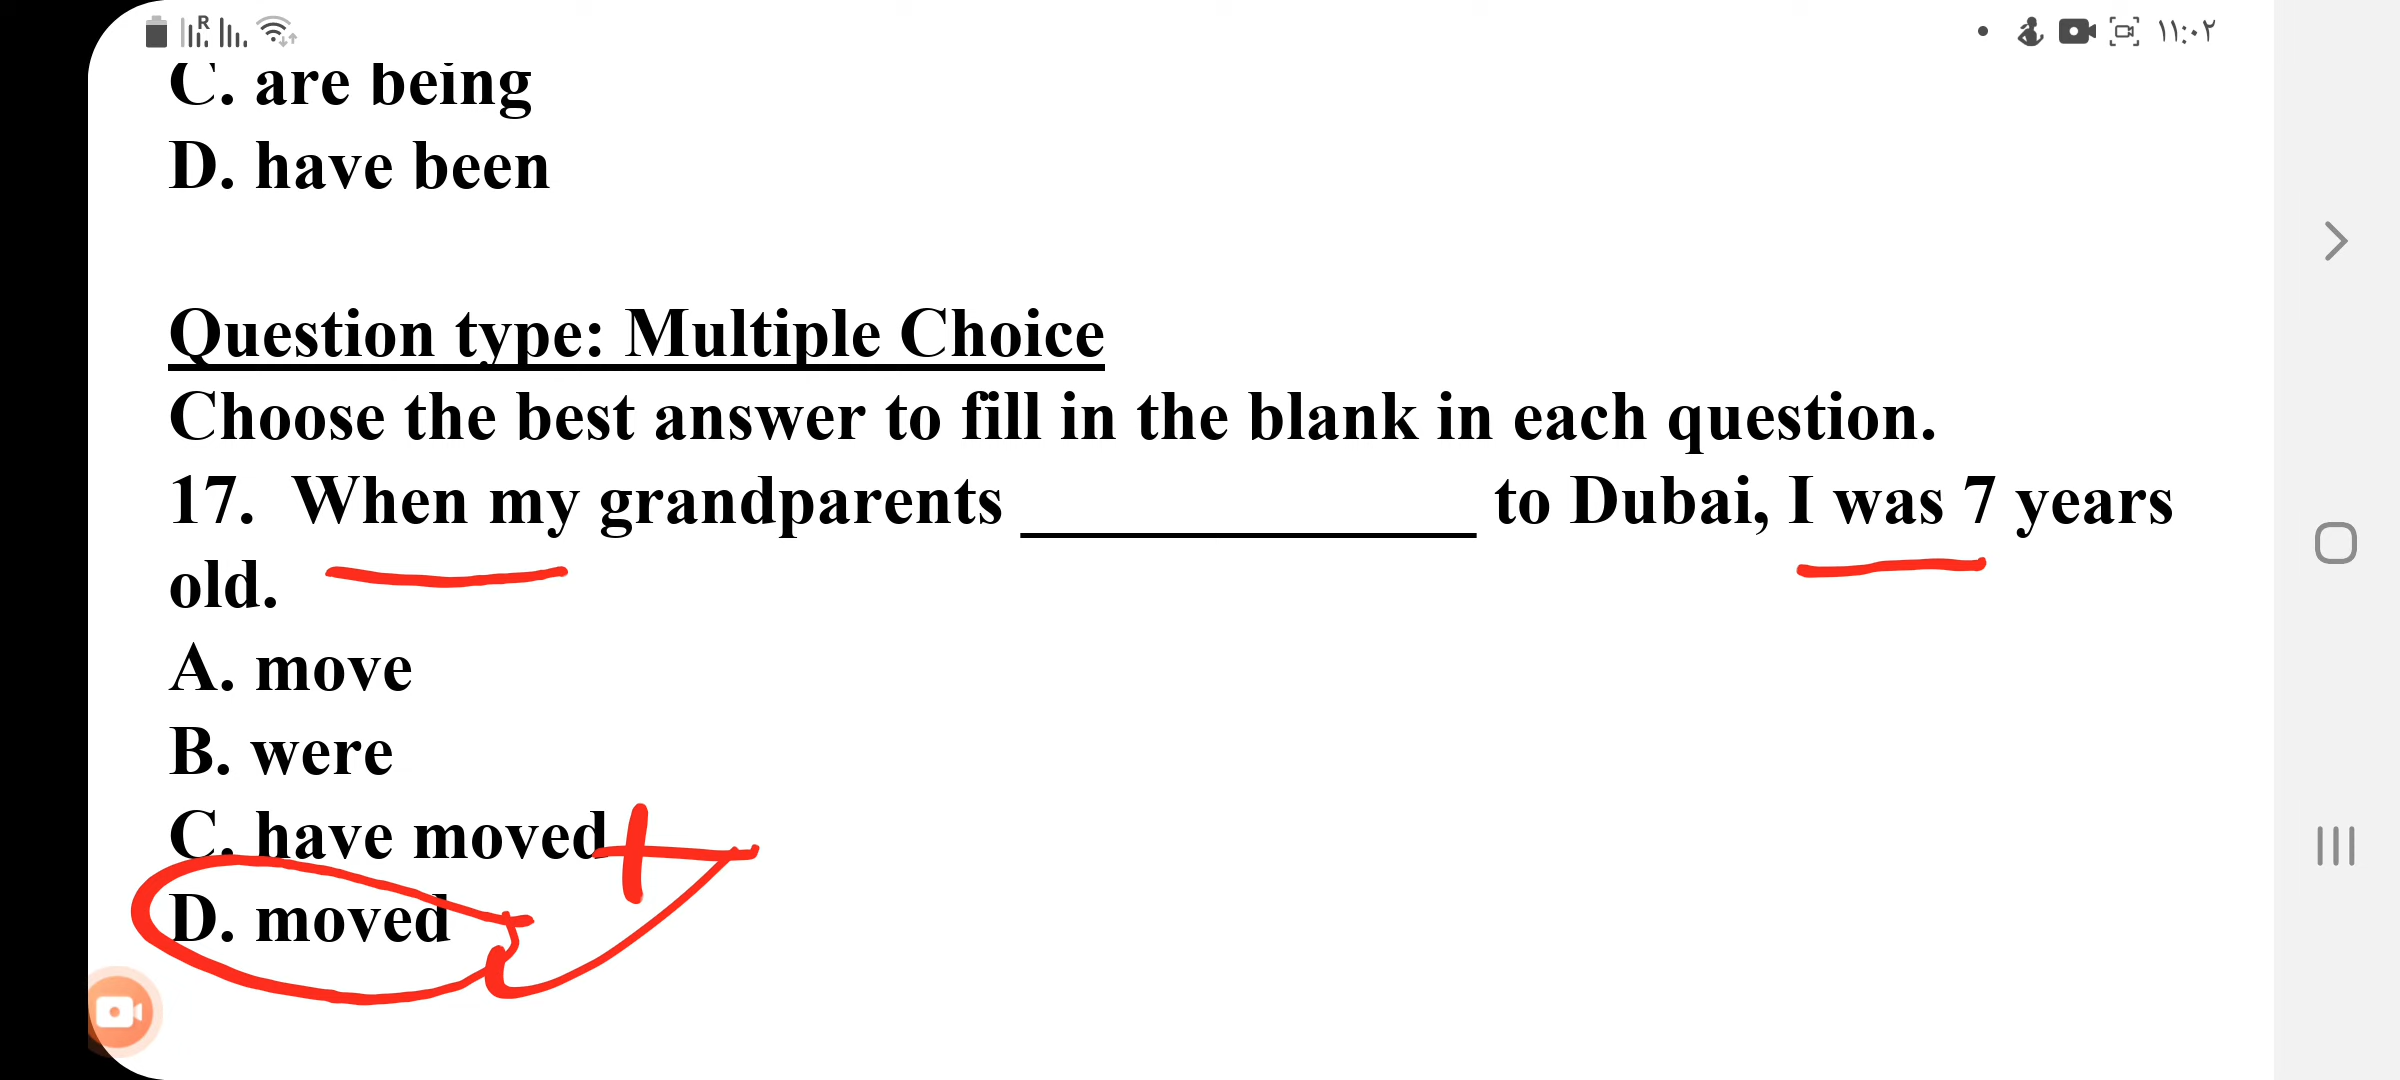 R
١١:٠٢
C. are being
D. have been
Question type: Multiple Choice
Choose the best answer to fill in the blank in each question.
17. When my grandparents ______________ to Dubai, I was 7 years
old.
A. move
B. were
C. have moved
D. moved